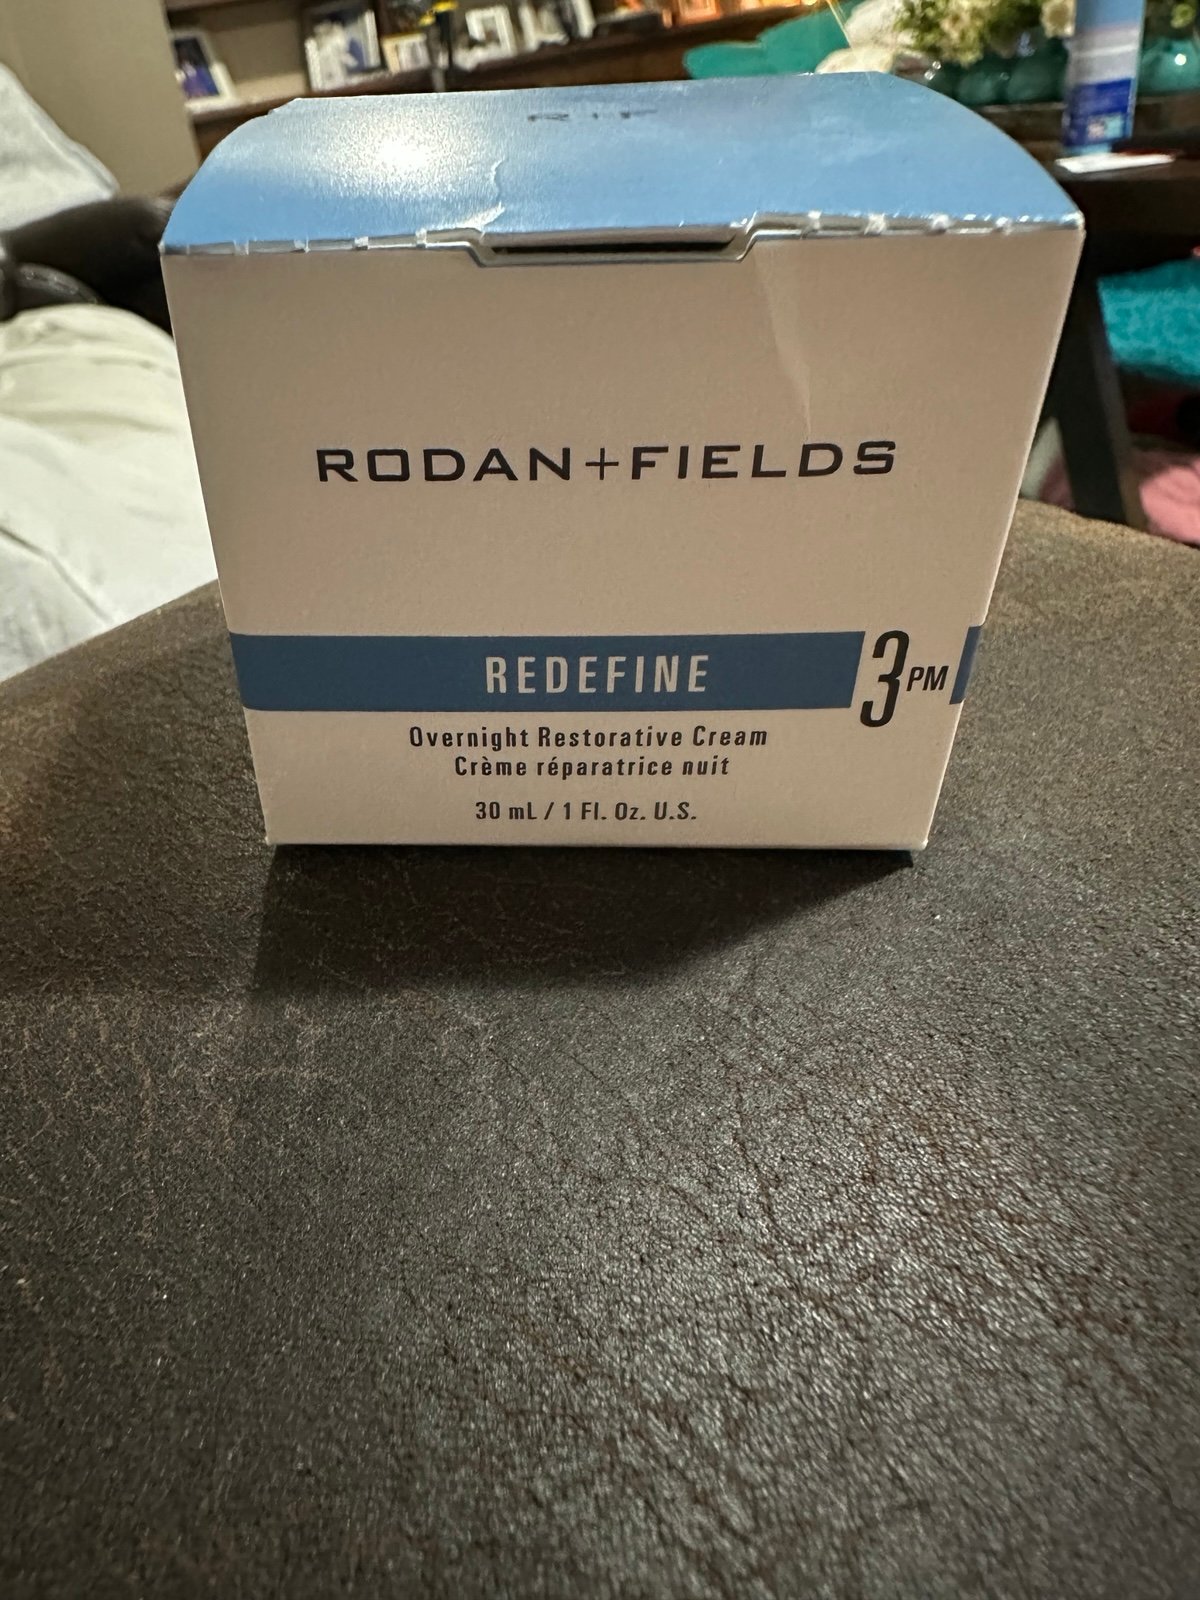 R+F
RODAN+FIELDS
REDEFINE
3PM
Overnight Restorative Cream
Crème réparatrice nuit
30 mL / 1 Fl. Oz. U.S.